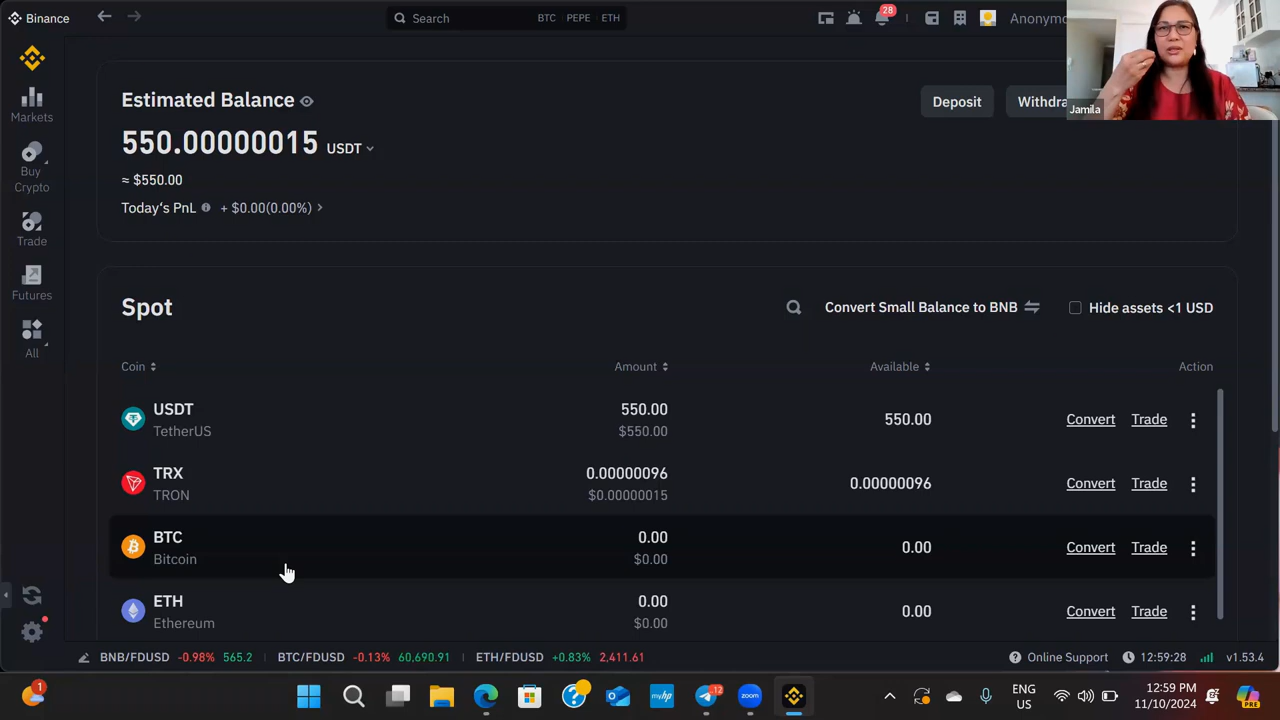 Binance
Search BTC PEPE ETH
28
Anonymo
Jamila
Markets
Buy
Crypto
Trade
Futures
All
Estimated Balance
550.00000015 USDT
≈ $550.00
Today's PnL + $0.00(0.00%)
Deposit
Withdra
Spot
Convert Small Balance to BNB
Hide assets <1 USD
Coin Amount Available Action
USDT 550.00
TetherUS $550.00
550.00 Convert Trade
TRX 0.00000096
TRON $0.00000015
0.00000096 Convert Trade
BTC 0.00
Bitcoin $0.00
0.00 Convert Trade
ETH 0.00
Ethereum $0.00
0.00 Convert Trade
BNB/FDUSD -0.98% 565.2 BTC/FDUSD -0.13% 60,690.91 ETH/FDUSD +0.83% 2,411.61
Online Support 12:59:28 v1.53.4
1
myhp
12
zoom
ENG
US
12:59 PM
11/10/2024
PRE